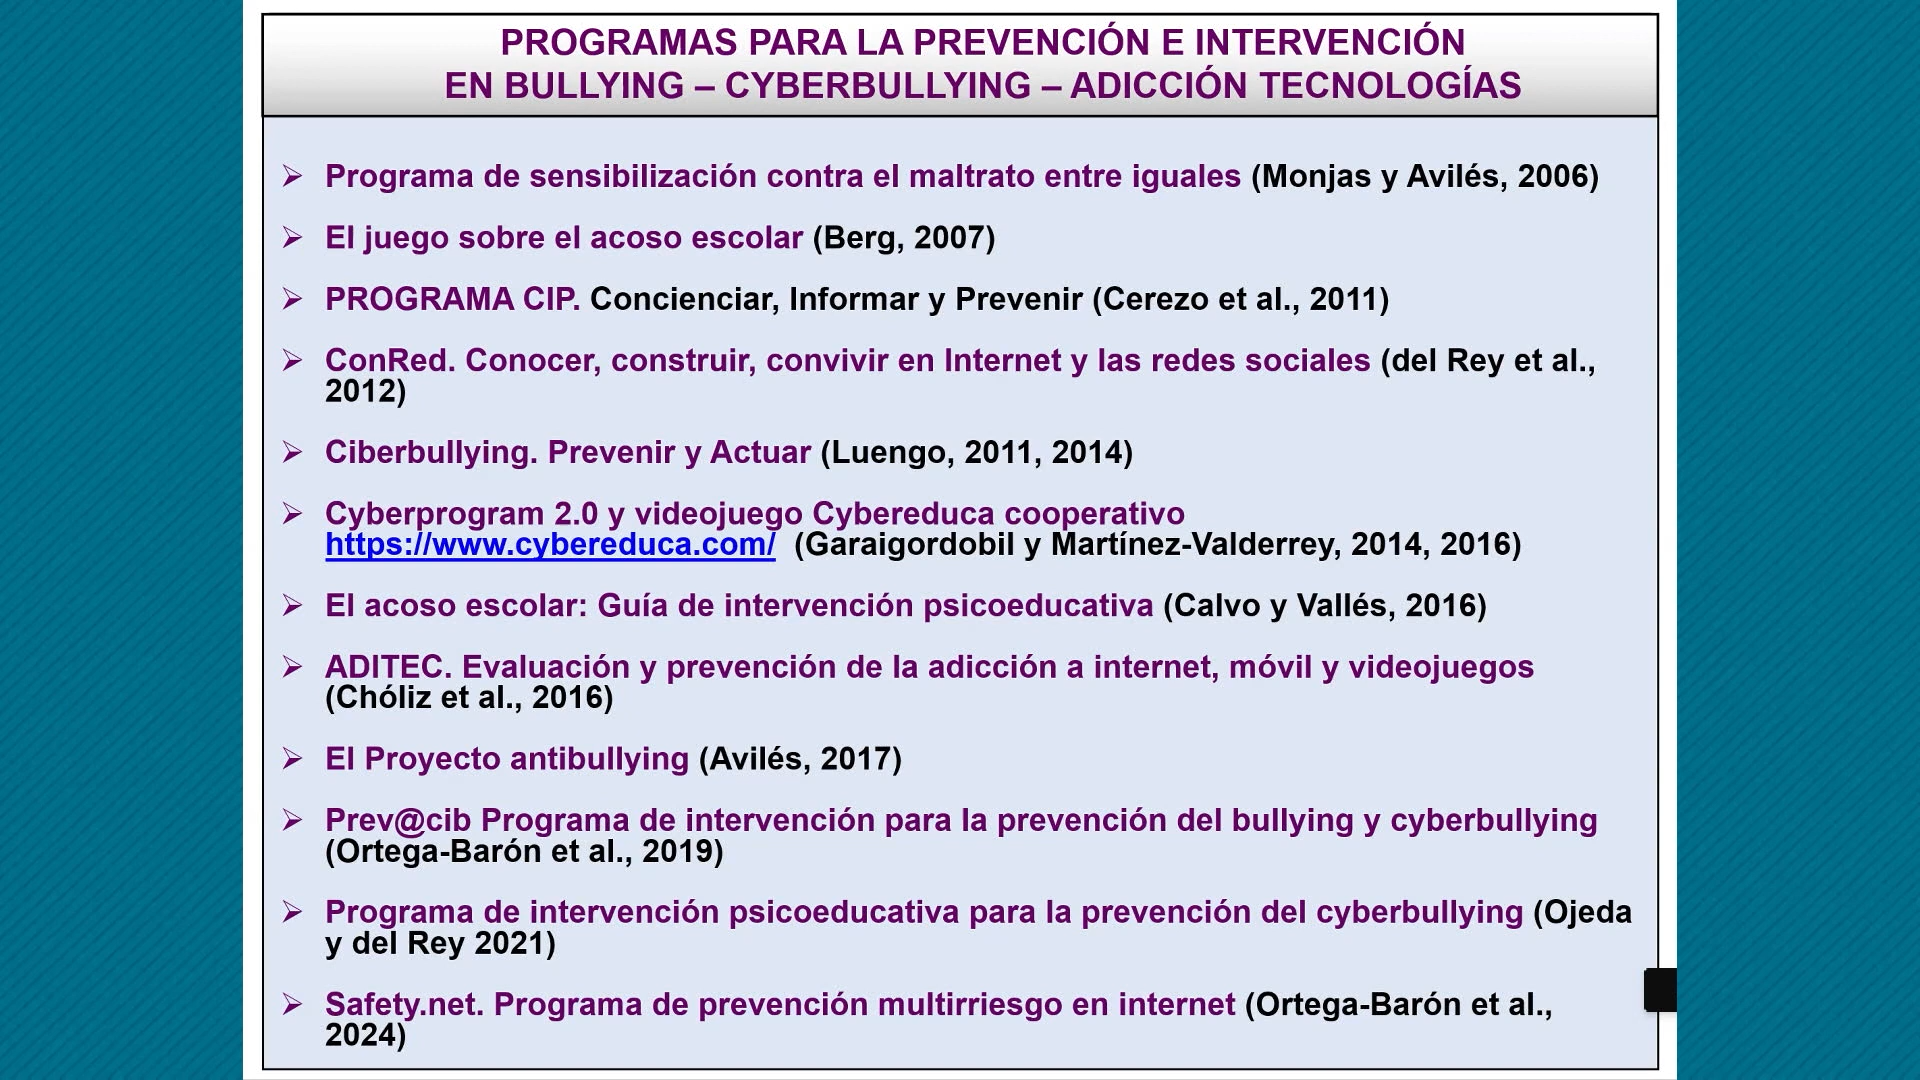 PROGRAMAS PARA LA PREVENCIÓN E INTERVENCIÓN
EN BULLYING – CYBERBULLYING – ADICCIÓN TECNOLOGÍAS
➢ Programa de sensibilización contra el maltrato entre iguales (Monjas y Avilés, 2006)
➢ El juego sobre el acoso escolar (Berg, 2007)
➢ PROGRAMA CIP. Concienciar, Informar y Prevenir (Cerezo et al., 2011)
➢ ConRed. Conocer, construir, convivir en Internet y las redes sociales (del Rey et al.,
2012)
➢ Ciberbullying. Prevenir y Actuar (Luengo, 2011, 2014)
➢ Cyberprogram 2.0 y videojuego Cybereduca cooperativo
https://www.cybereduca.com/ (Garaigordobil y Martínez-Valderrey, 2014, 2016)
➢ El acoso escolar: Guía de intervención psicoeducativa (Calvo y Vallés, 2016)
➢ ADITEC. Evaluación y prevención de la adicción a internet, móvil y videojuegos
(Chóliz et al., 2016)
➢ El Proyecto antibullying (Avilés, 2017)
➢ Prev@cib Programa de intervención para la prevención del bullying y cyberbullying
(Ortega-Barón et al., 2019)
➢ Programa de intervención psicoeducativa para la prevención del cyberbullying (Ojeda
y del Rey 2021)
➢ Safety.net. Programa de prevención multirriesgo en internet (Ortega-Barón et al.,
2024)